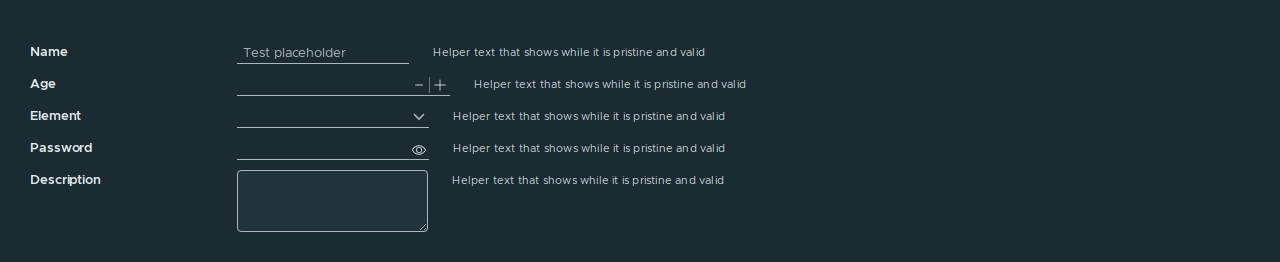 Name Test placeholder Helper text that shows while it is pristine and valid
Age Helper text that shows while it is pristine and valid
Element Helper text that shows while it is pristine and valid
Password Helper text that shows while it is pristine and valid
Description Helper text that shows while it is pristine and valid